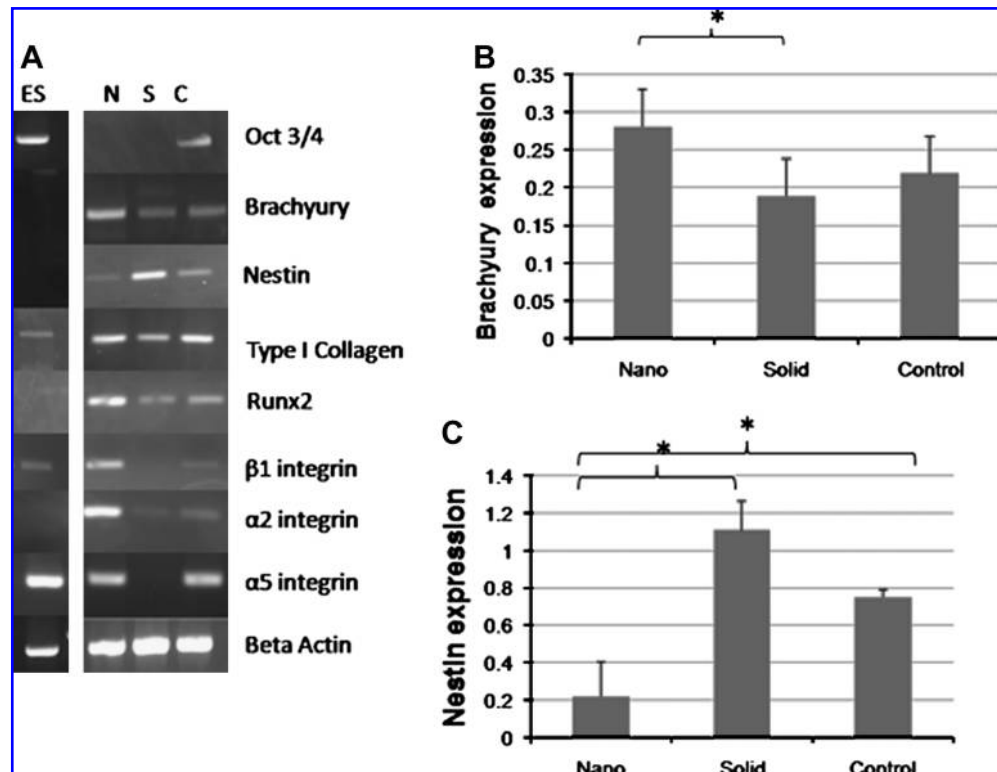 A
ES N S C
Oct 3/4
Brachyury
Nestin
Type I Collagen
Runx2
β1 integrin
α2 integrin
α5 integrin
Beta Actin
B
*
Brachyury expression
0.35
0.3
0.25
0.2
0.15
0.1
0.05
0
Nano Solid Control
C
*
*
Nestin expression
1.4
1.2
1
0.8
0.6
0.4
0.2
0
Nano Solid Control